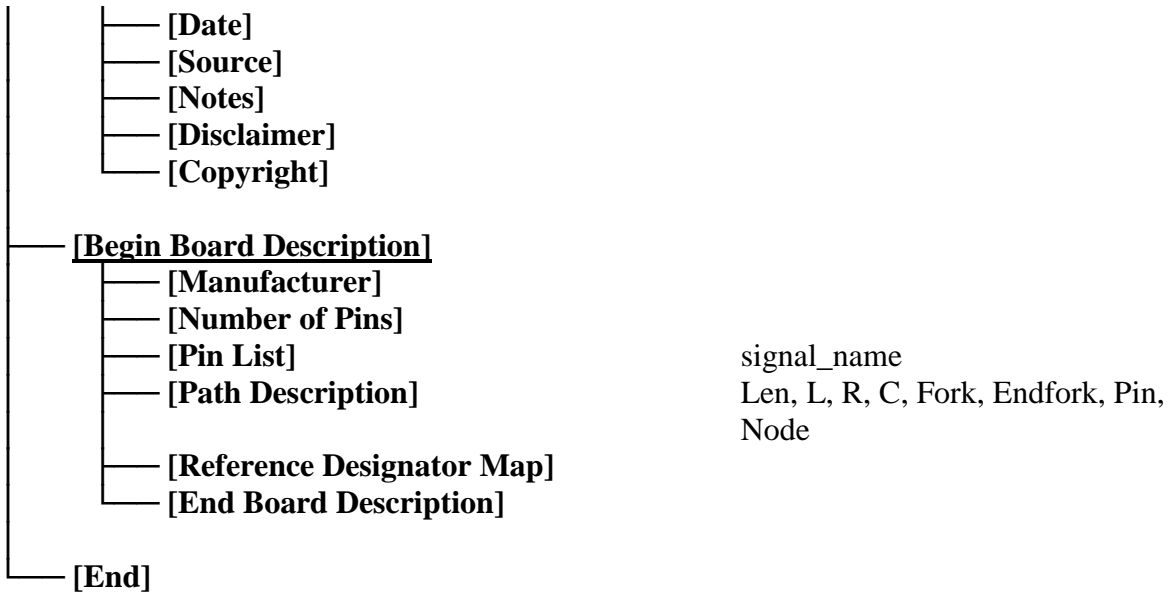 [Date]
[Source]
[Notes]
[Disclaimer]
[Copyright]
[Begin Board Description]
[Manufacturer]
[Number of Pins]
[Pin List] signal_name
[Path Description] Len, L, R, C, Fork, Endfork, Pin,
Node
[Reference Designator Map]
[End Board Description]
[End]